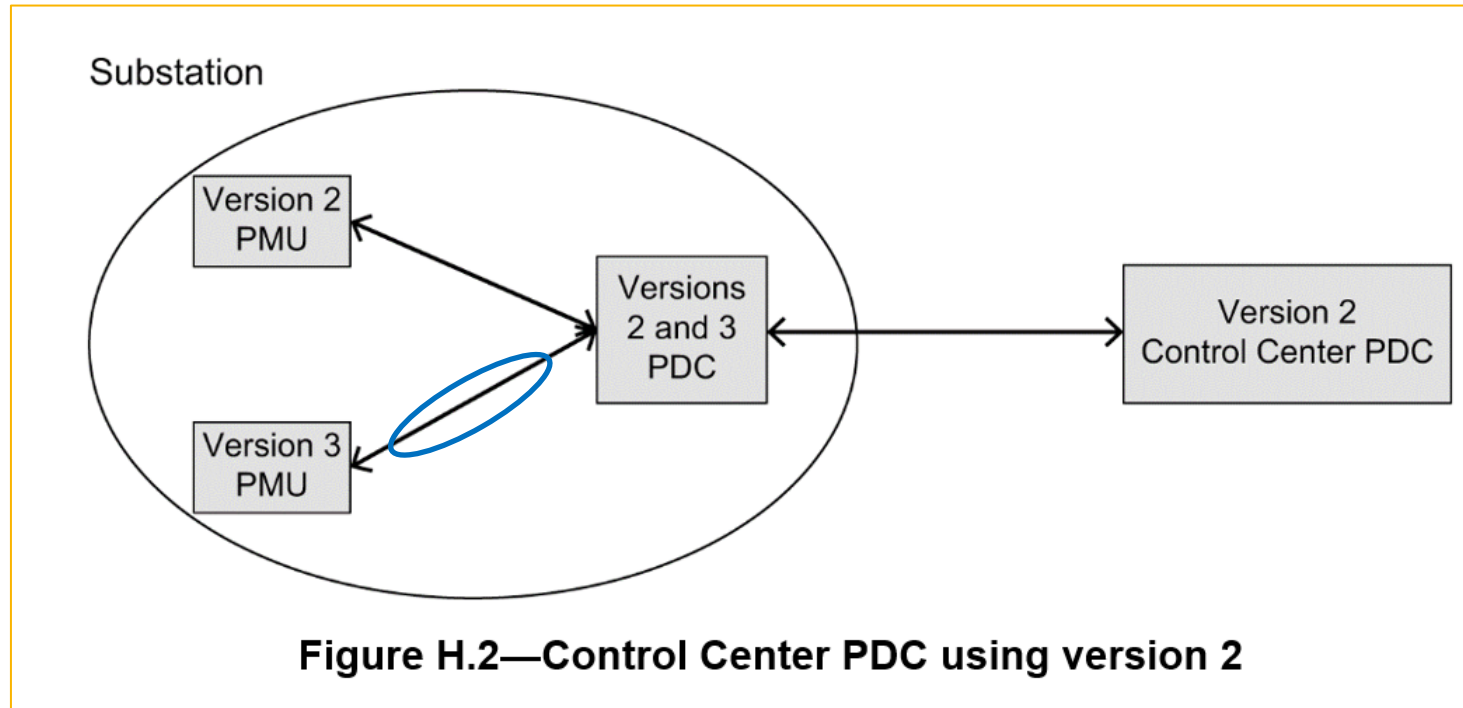 Substation
Version 2
PMU
Versions
2 and 3
PDC
Version 2
Control Center PDC
Version 3
PMU
Figure H.2—Control Center PDC using version 2